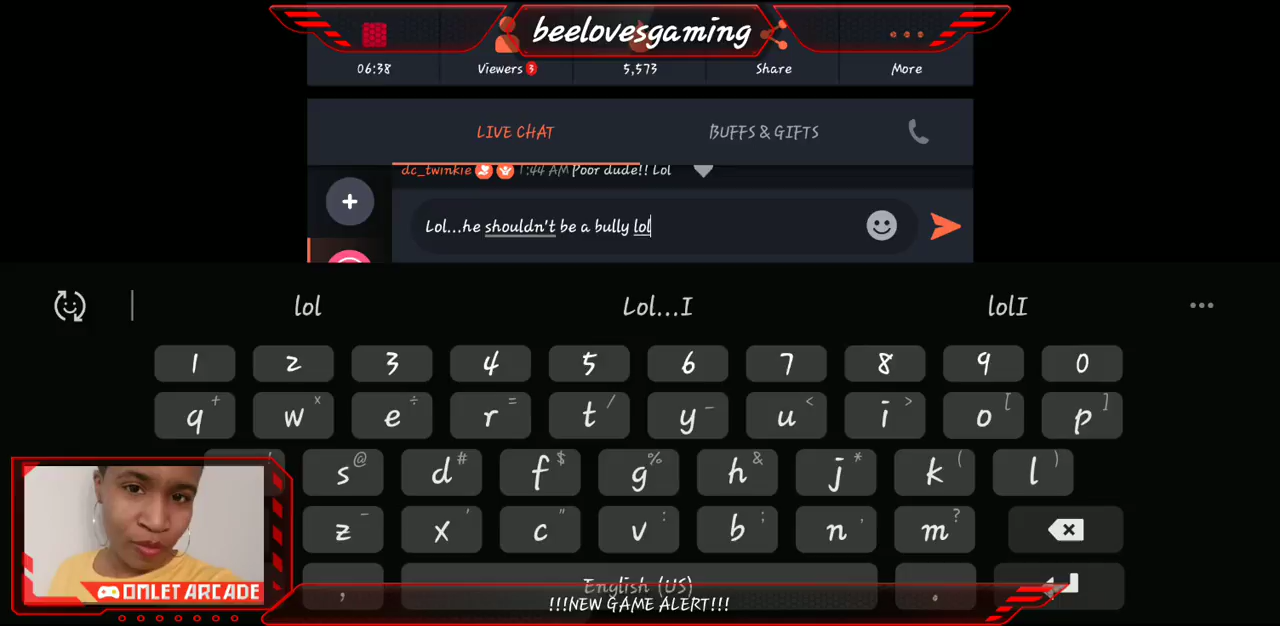 beelovesgaming
06:38
Viewers 3
5,573
Share
More
LIVE CHAT
BUFFS & GIFTS
dc_twinkie 1:44 AM Poor dude!! Lol
Lol...he shouldn't be a bully lol
lol
Lol...I
lolI
1 2 3 4 5 6 7 8 9 0
q + w × e ÷ r = t / y - u < i > o [ p ]
! s @ d # f $ g % h & j * k ( l )
z - x ' c " v : b ; n , m ?
, English (US) .
OMLET ARCADE
!!!NEW GAME ALERT!!!